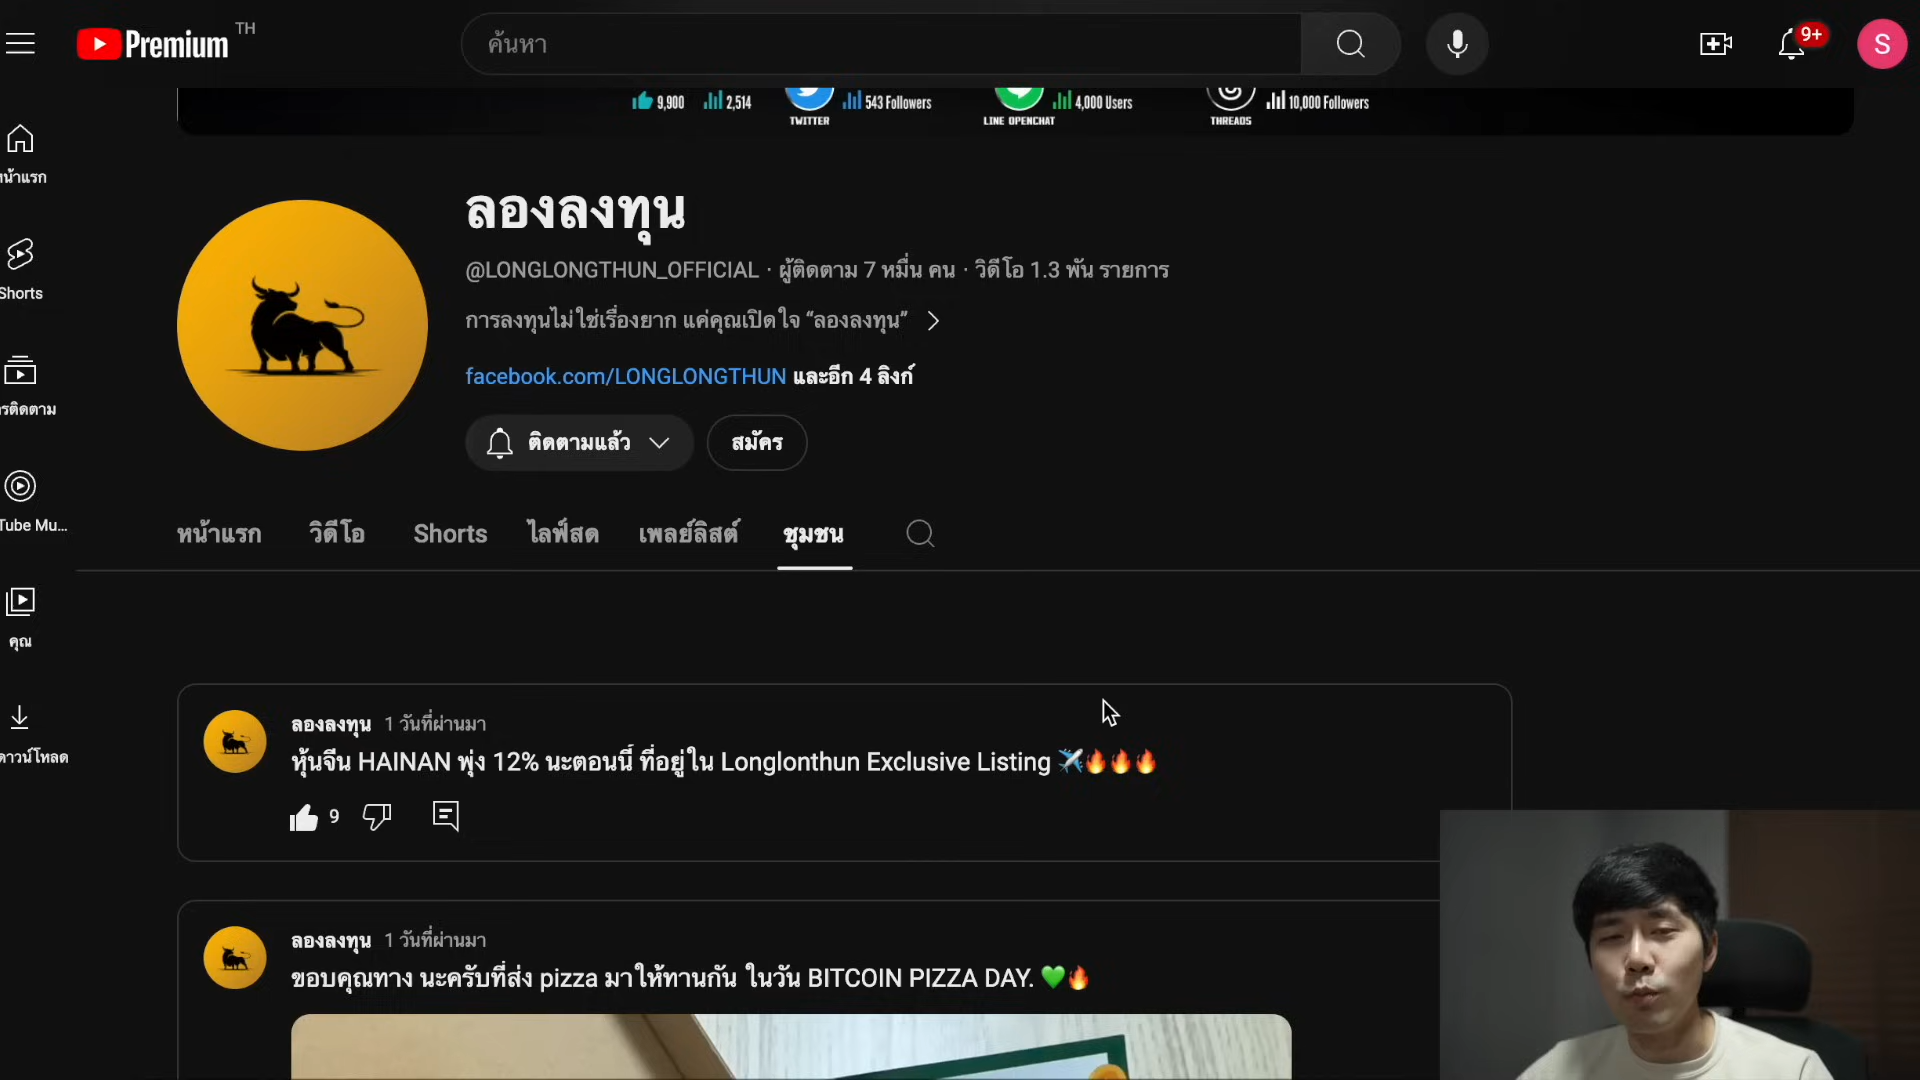 Premium TH
ค้นหา
9+
S
9,900 2,514 543 Followers 4,000 Users 10,000 Followers
TWITTER LINE OPENCHAT THREADS
หน้าแรก
Shorts
ารติดตาม
Tube Mu...
คุณ
ดาวน์โหลด
ลองลงทุน
@LONGLONGTHUN_OFFICIAL · ผู้ติดตาม 7 หมื่น คน · วิดีโอ 1.3 พัน รายการ
การลงทุนไม่ใช่เรื่องยาก แค่คุณเปิดใจ “ลองลงทุน”
facebook.com/LONGLONGTHUN และอีก 4 ลิงก์
ติดตามแล้ว สมัคร
หน้าแรก วิดีโอ Shorts ไลฟ์สด เพลย์ลิสต์ ชุมชน
ลองลงทุน 1 วันที่ผ่านมา
หุ้นจีน HAINAN พุ่ง 12% นะตอนนี้ ที่อยู่ใน Longlonthun Exclusive Listing ✈️🔥🔥🔥
9
ลองลงทุน 1 วันที่ผ่านมา
ขอบคุณทาง นะครับที่ส่ง pizza มาให้ทานกัน ในวัน BITCOIN PIZZA DAY. 💚🔥